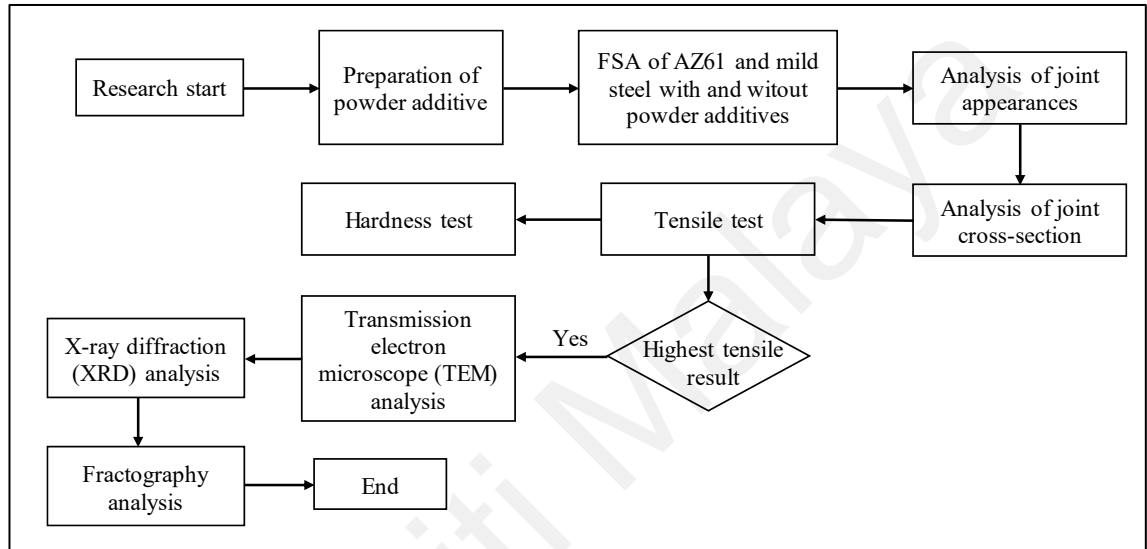 Research start
Preparation of
powder additive
FSA of AZ61 and mild
steel with and witout
powder additives
Analysis of joint
appearances
Analysis of joint
cross-section
Tensile test
Hardness test
Highest tensile
result
Yes
Transmission
electron
microscope (TEM)
analysis
X-ray diffraction
(XRD) analysis
Fractography
analysis
End
iti Malaya